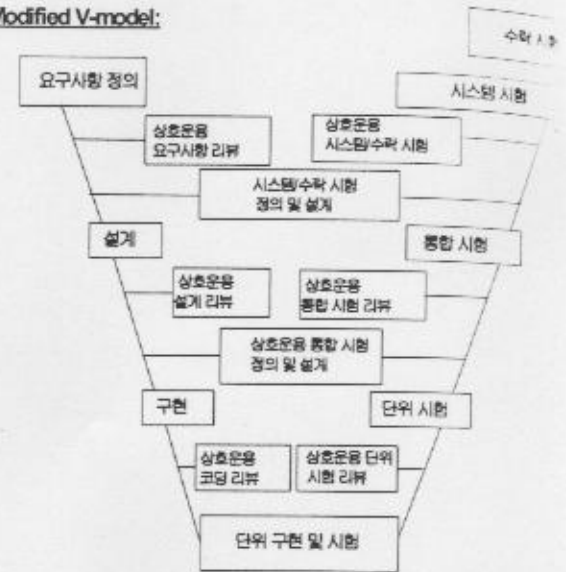 Modified V-model:
수락 시험
요구사항 정의
시스템 시험
상호운용
요구사항 리뷰
상호운용
시스템/수락 시험
시스템/수락 시험
정의 및 설계
설계
통합 시험
상호운용
설계 리뷰
상호운용
통합 시험 리뷰
상호운용 통합 시험
정의 및 설계
구현
단위 시험
상호운용
코딩 리뷰
상호운용 단위
시험 리뷰
단위 구현 및 시험